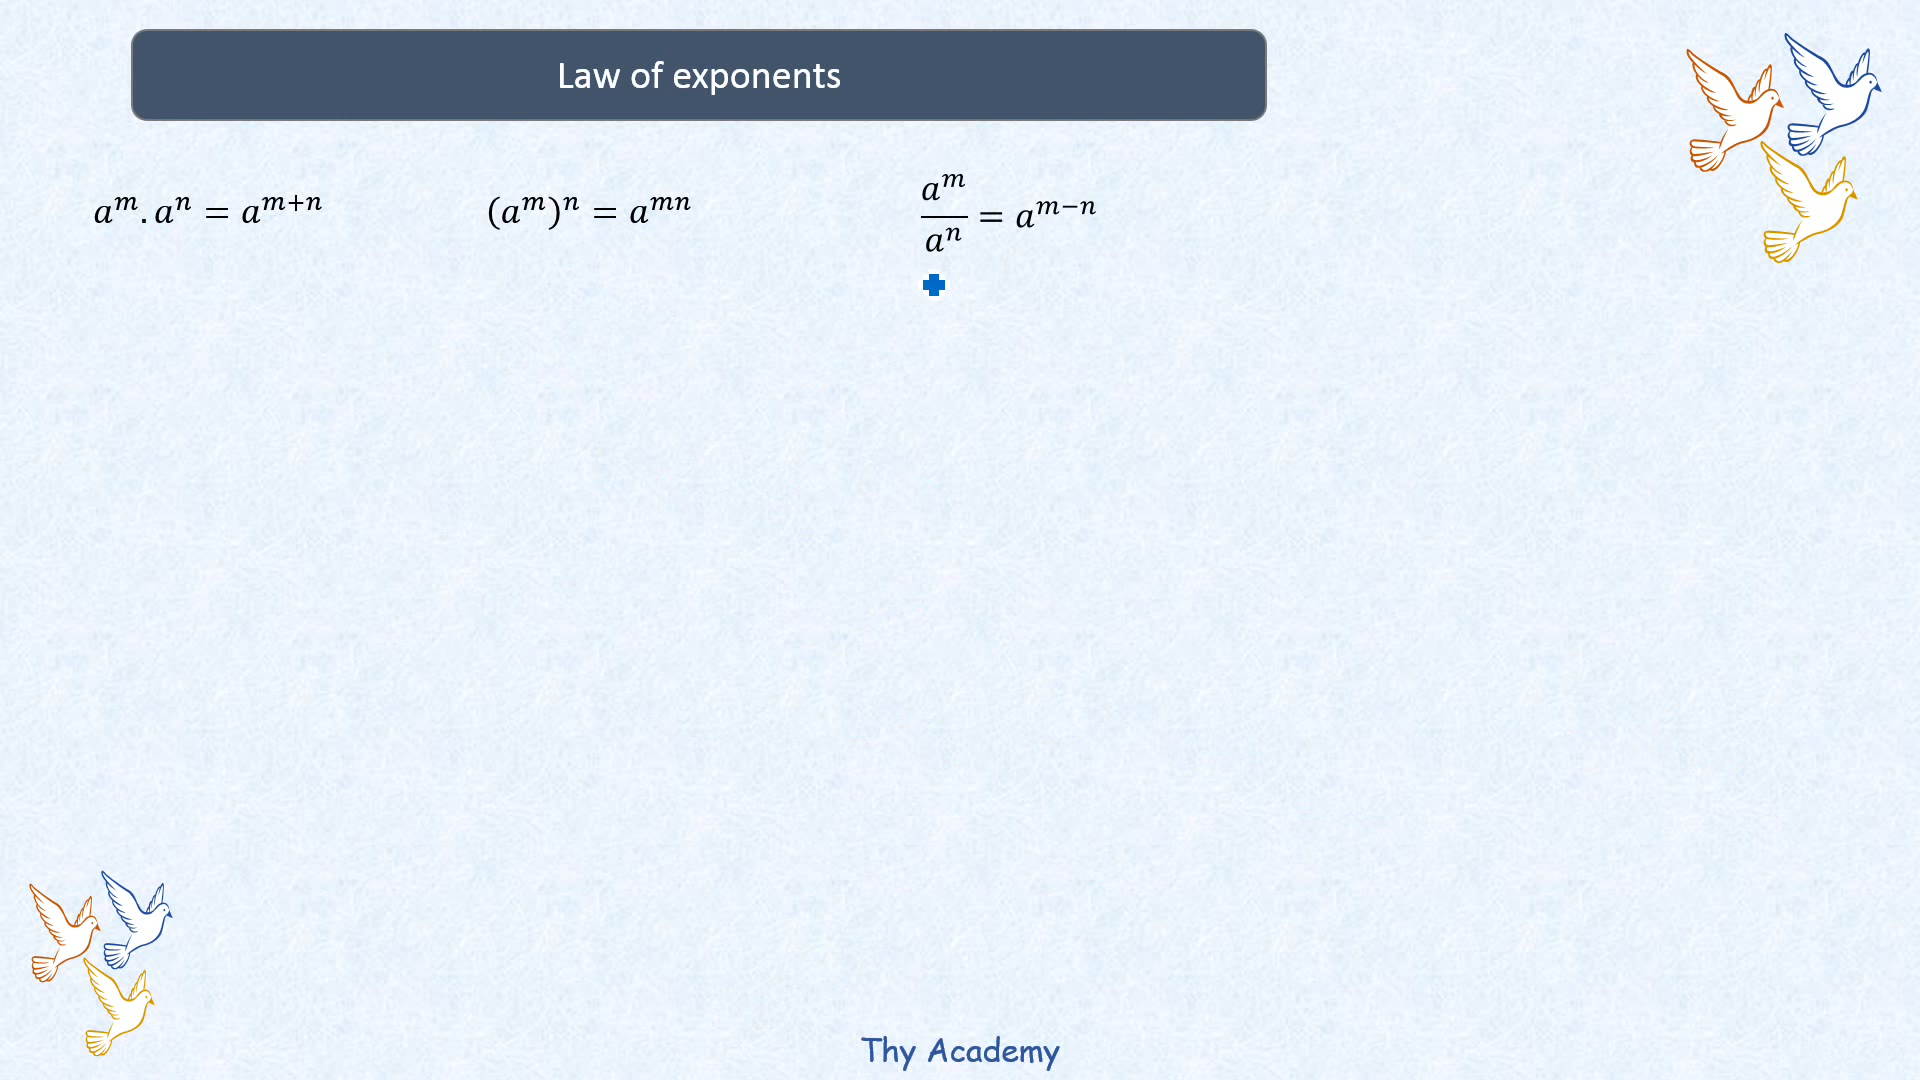 Law of exponents
𝑎^𝑚.𝑎^𝑛 = 𝑎^{𝑚+𝑛}
(𝑎^𝑚)^𝑛 = 𝑎^{𝑚𝑛}
𝑎^𝑚/𝑎^𝑛 = 𝑎^{𝑚−𝑛}
Thy Academy